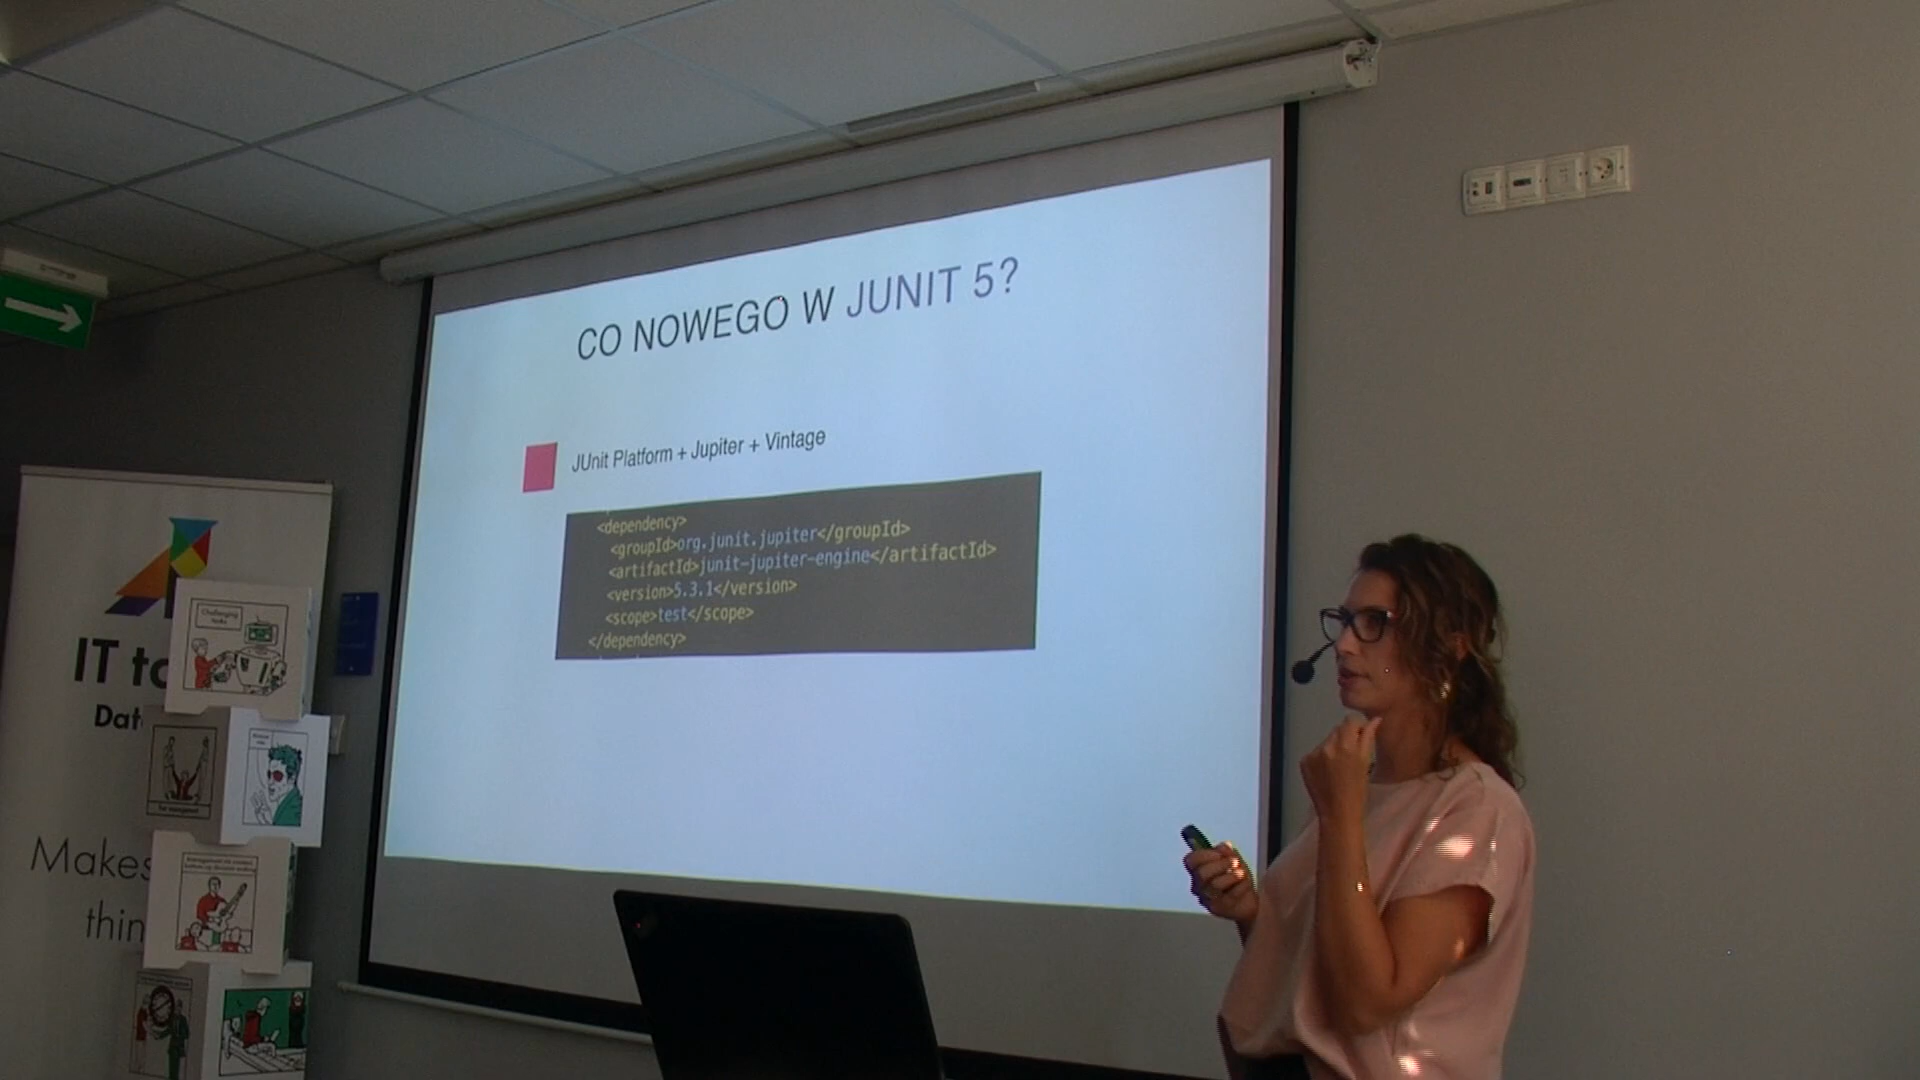 CO NOWEGO W JUNIT 5?
JUnit Platform + Jupiter + Vintage
<dependency>
<groupId>org.junit.jupiter</groupId>
<artifactId>junit-jupiter-engine</artifactId>
<version>5.3.1</version>
<scope>test</scope>
</dependency>
IT
Makes
Challenging